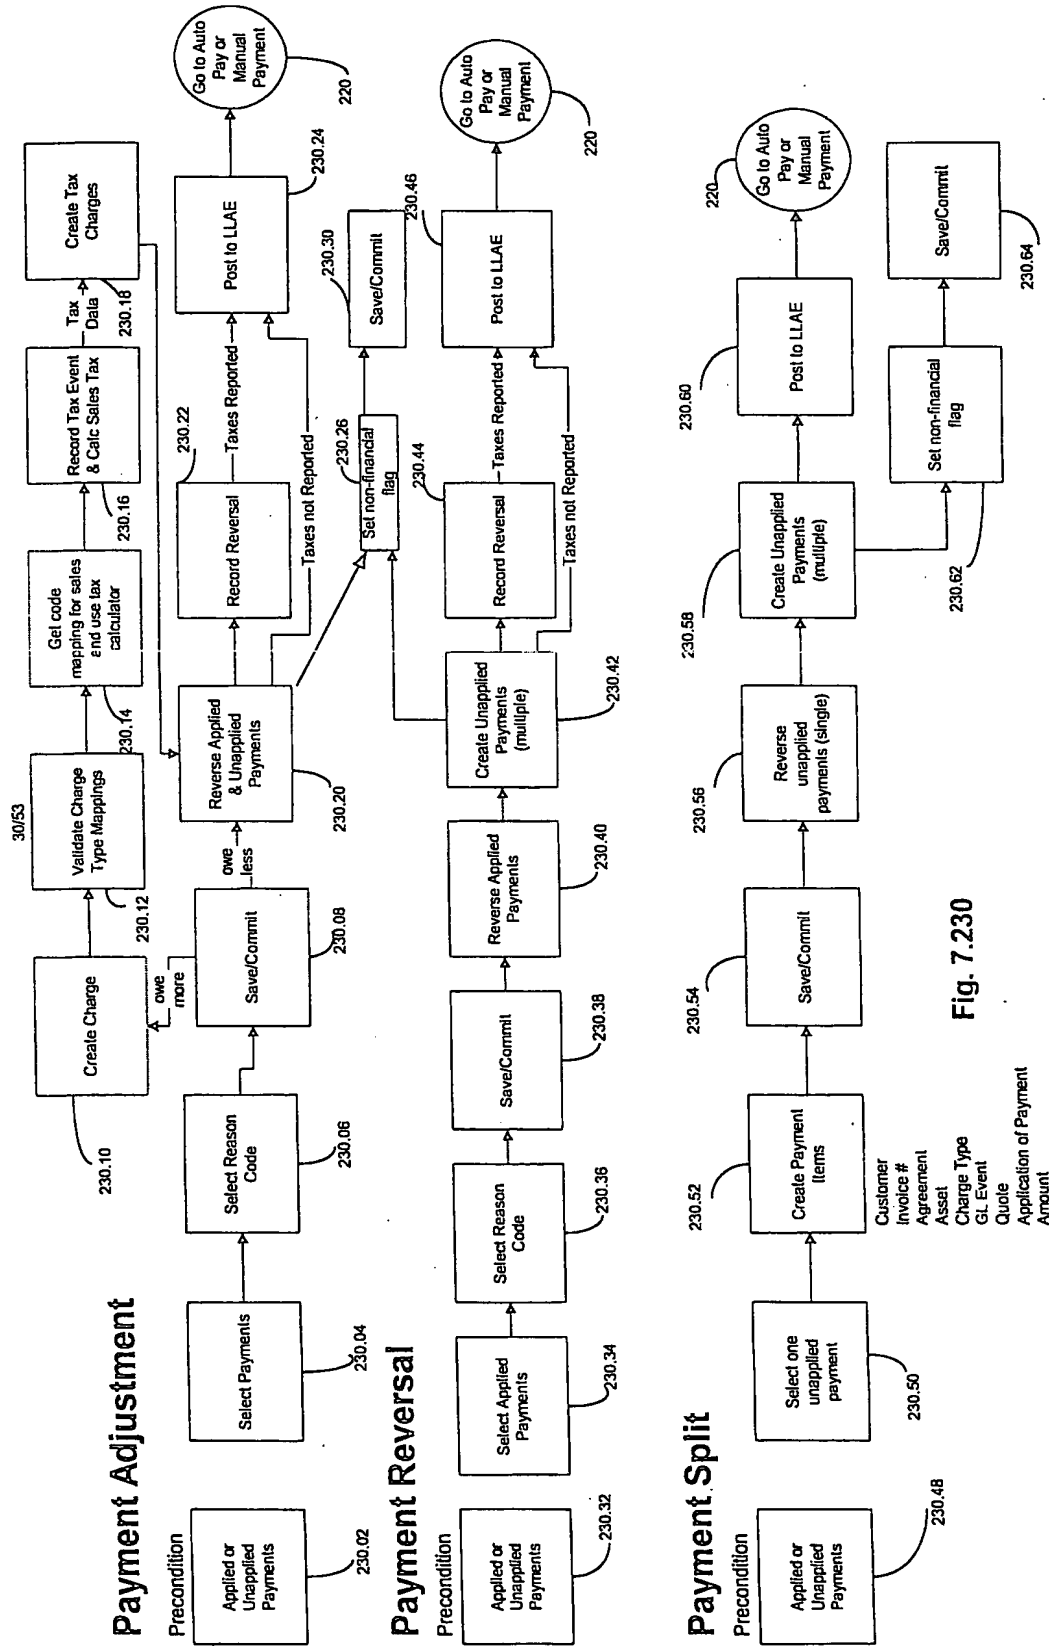 30/53
Payment Adjustment
Precondition
Applied or
Unapplied
Payments
230.02
Select Payments
230.04
Select Reason
Code
230.06
Save/Commit
230.08
owe
more
owe
less
Create Charge
230.10
Validate Charge
Type Mappings
230.12
Get code
mapping for sales
and use tax
calculator
230.14
Record Tax Event
& Calc Sales Tax
230.16
Tax
Data
Create Tax
Charges
230.18
Reverse Applied
& Unapplied
Payments
230.20
Record Reversal
230.22
Taxes Reported
Taxes not Reported
Post to LLAE
230.24
Go to Auto
Pay or
Manual
Payment
220
Set non-financial
flag
230.26
Save/Commit
230.30
Payment Reversal
Precondition
Applied or
Unapplied
Payments
230.32
Select Applied
Payments
230.34
Select Reason
Code
230.36
Save/Commit
230.38
Reverse Applied
Payments
230.40
Create Unapplied
Payments
(multiple)
230.42
Record Reversal
230.44
Taxes Reported
Taxes not Reported
Post to LLAE
230.46
Go to Auto
Pay or
Manual
Payment
220
Payment Split
Precondition
Applied or
Unapplied
Payments
230.48
Select one
unapplied
payment
230.50
Create Payment
Items
230.52
Customer
Invoice #
Agreement
Asset
Charge Type
GL Event
Quote
Application of Payment
Amount
Save/Commit
230.54
Reverse
unapplied
payments (single)
230.56
Create Unapplied
Payments
(multiple)
230.58
Post to LLAE
230.60
Go to Auto
Pay or
Manual
Payment
220
Set non-financial
flag
230.62
Save/Commit
230.64
Fig. 7.230